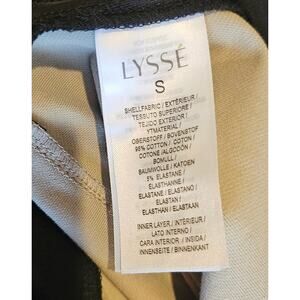 LYSSÉ
S
SHELLFABRIC / EXTÉRIEUR /
TESSUTO SUPERIORE /
TEJIDO EXTERIOR /
YTMATERIAL /
OBERSTOFF / BOVENSTOF
95% COTTON / COTON /
COTONE /ALGODÓN /
BOMULL /
BAUMWOLLE / KATOEN
5% ELASTANE /
ÉLASTHANNE /
ELASTANE / ELASTANO /
ELASTAN /
ELASTHAN / ELASTAAN
INNER LAYER / INTÉRIEUR /
LATO INTERNO /
CARA INTERIOR / INSIDA /
INNENSEITE / BINNENKANT